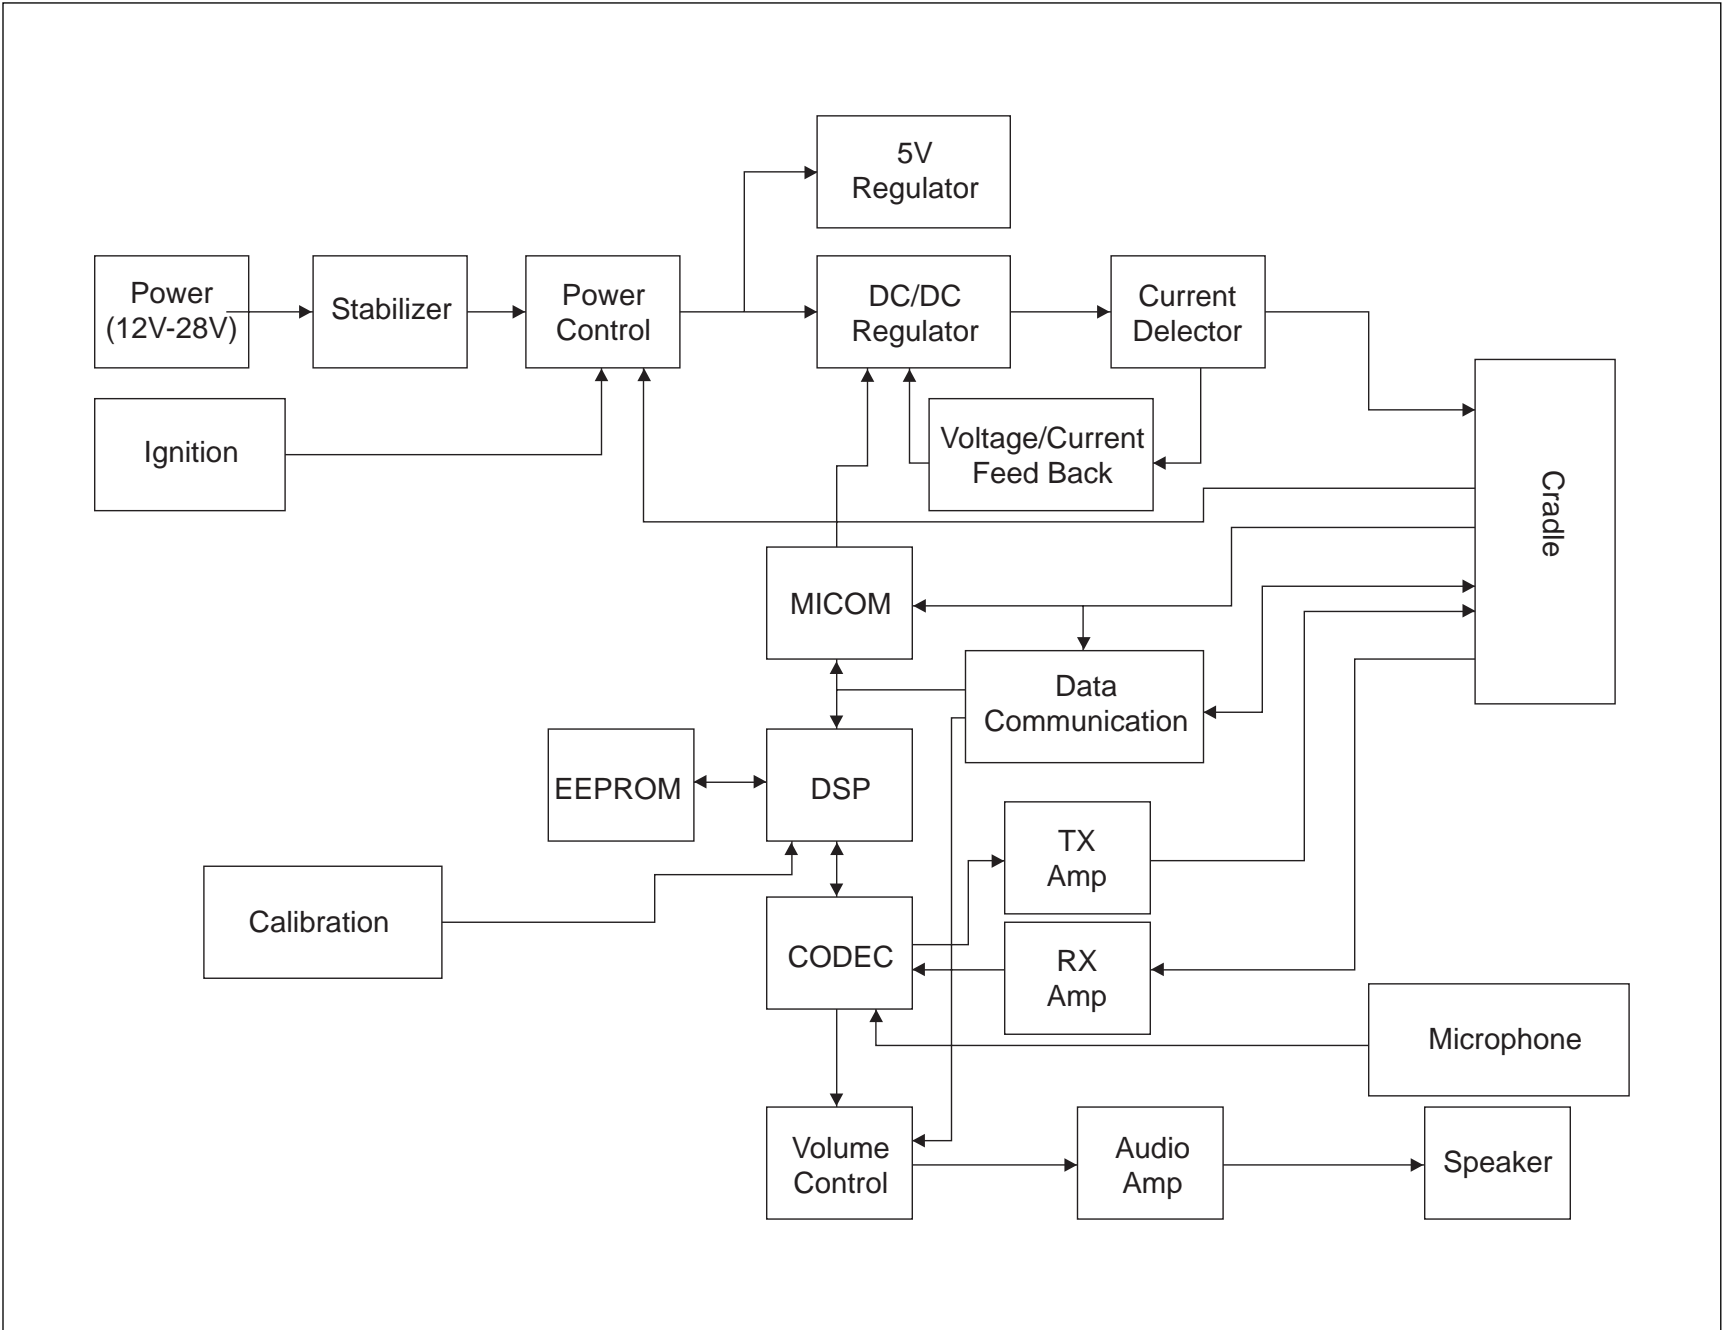 5V
Regulator
Power
(12V-28V)
Stabilizer
Power
Control
DC/DC
Regulator
Current
Delector
Ignition
Voltage/Current
Feed Back
Cradle
MICOM
Data
Communication
EEPROM
DSP
TX
Amp
Calibration
CODEC
RX
Amp
Microphone
Volume
Control
Audio
Amp
Speaker